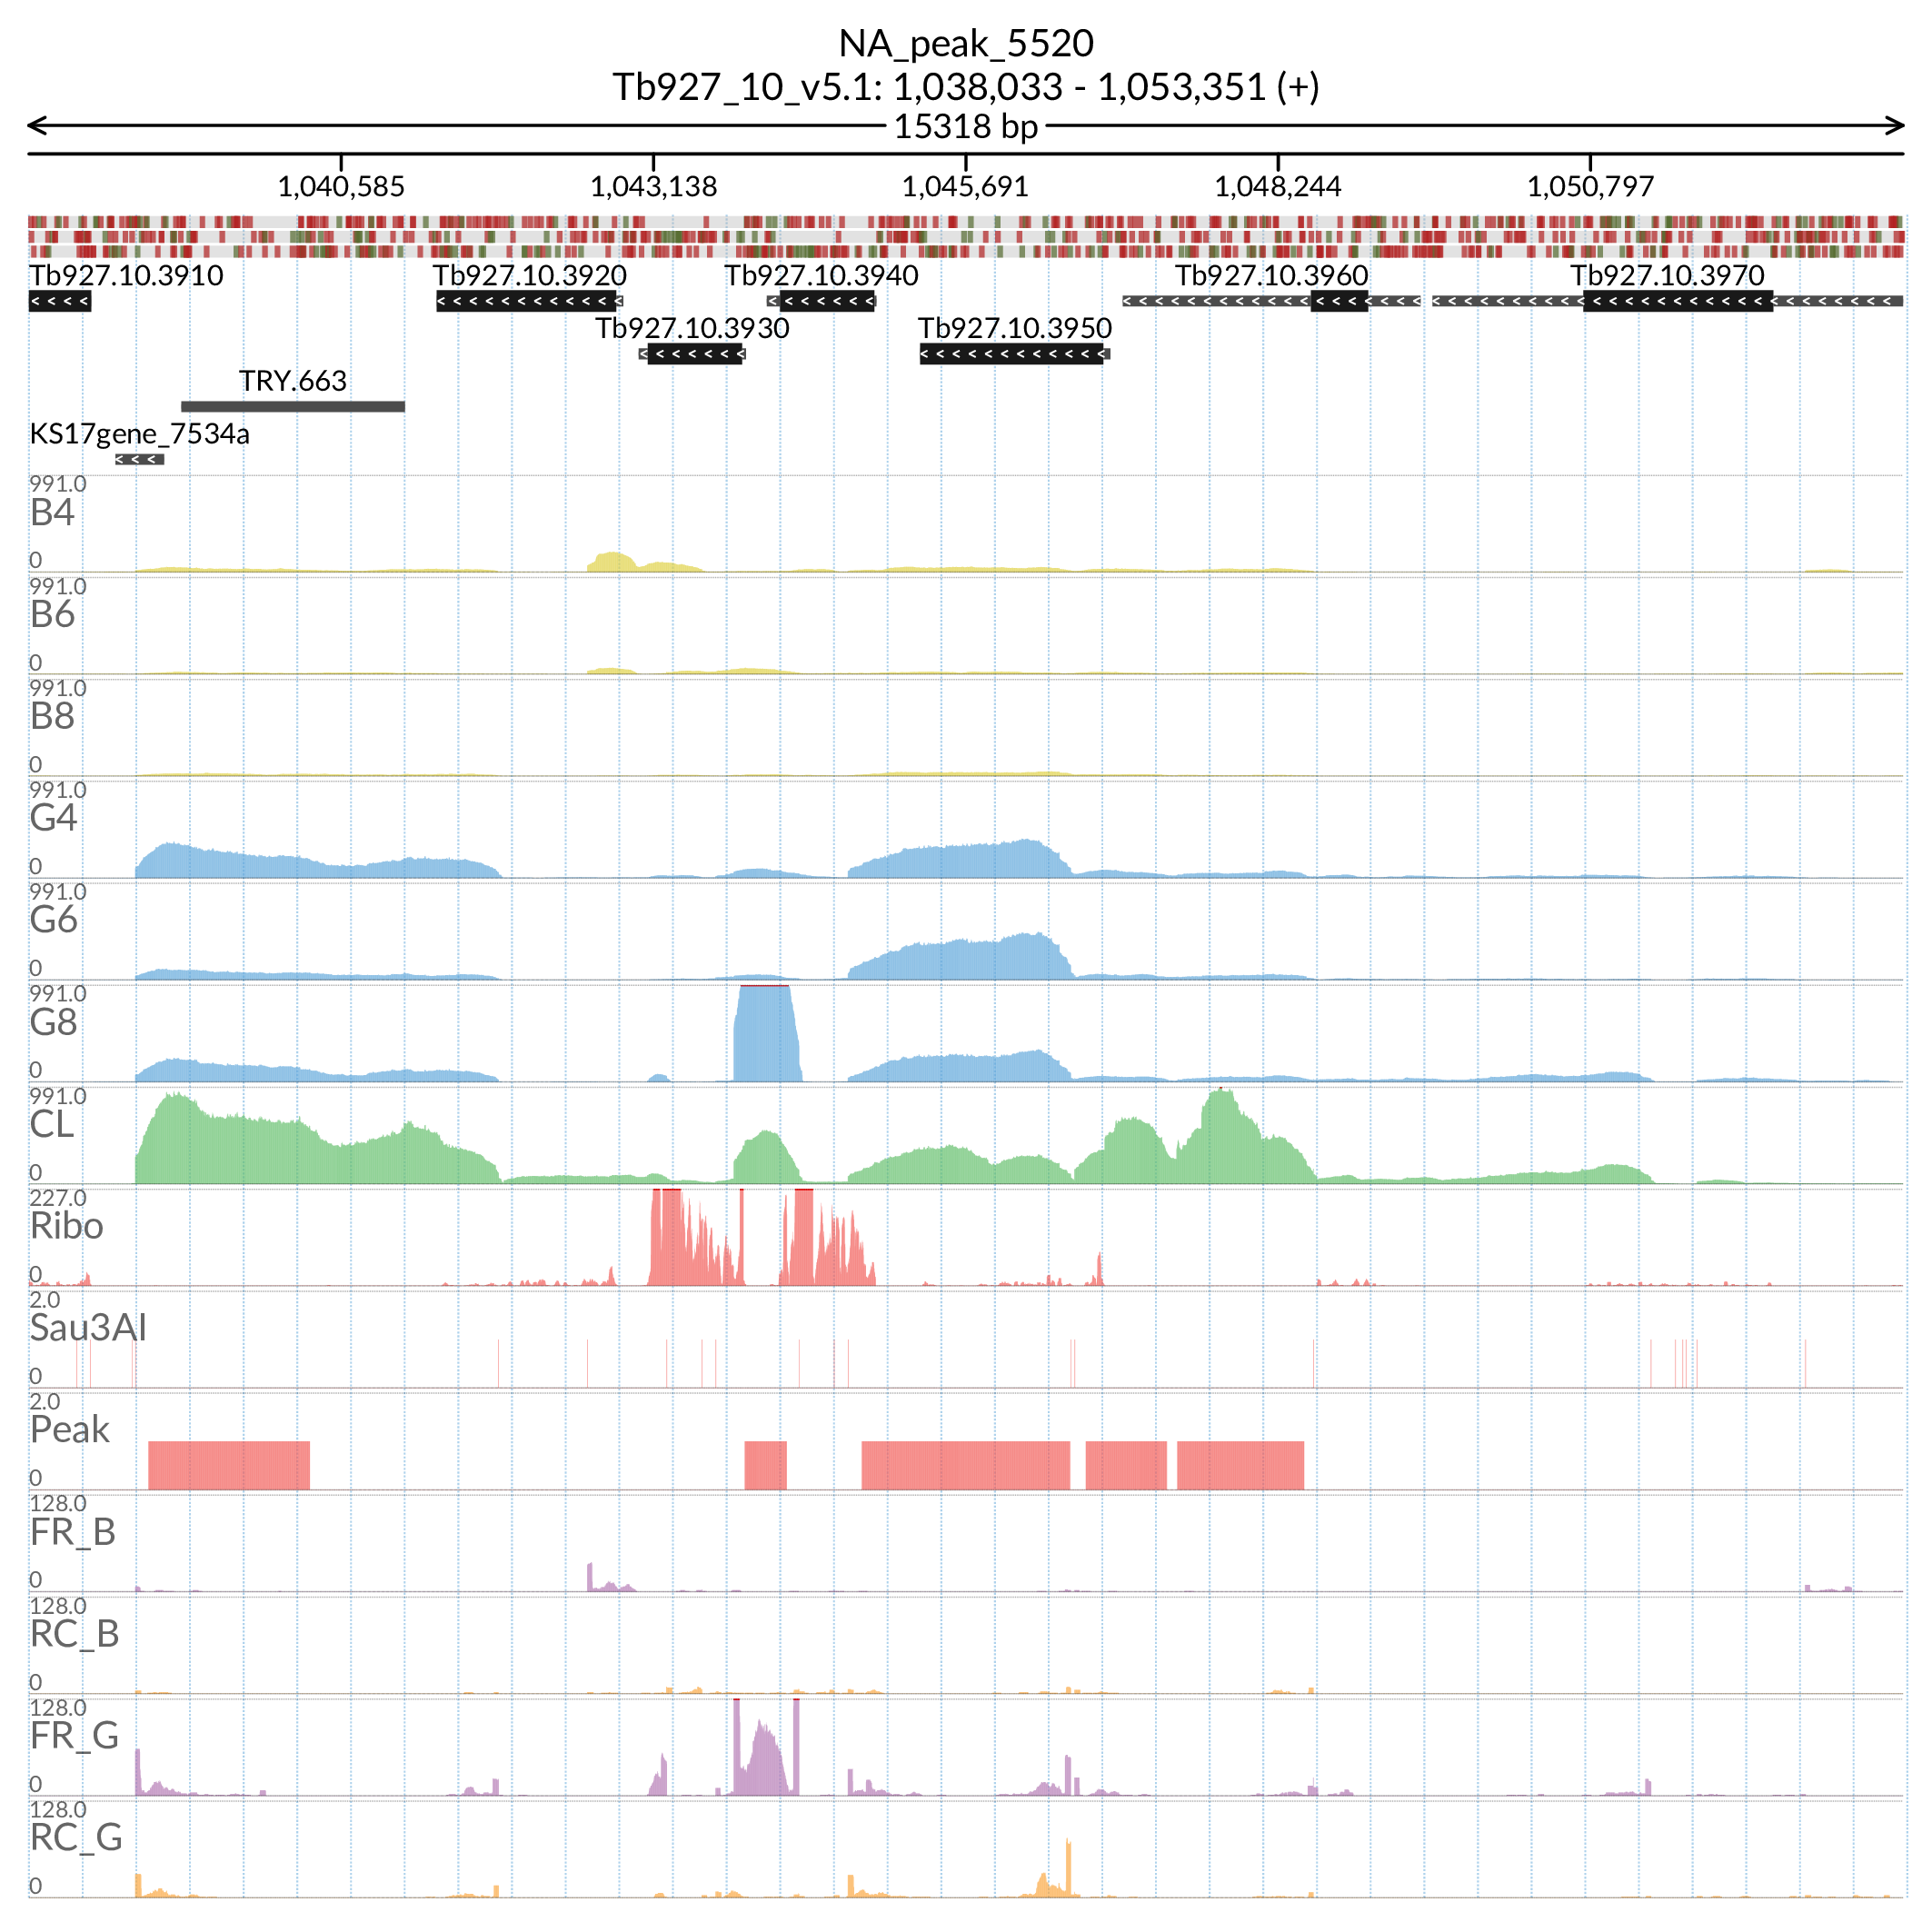 NA_peak_5520
Tb927_10_v5.1: 1,038,033 - 1,053,351 (+)
15318 bp
1,040,585 1,043,138 1,045,691 1,048,244 1,050,797
Tb927.10.3910 Tb927.10.3920 Tb927.10.3940 Tb927.10.3960 Tb927.10.3970
Tb927.10.3930 Tb927.10.3950
TRY.663
KS17gene_7534a
991.0
B4
0
991.0
B6
0
991.0
B8
0
991.0
G4
0
991.0
G6
0
991.0
G8
0
991.0
CL
0
227.0
Ribo
0
2.0
Sau3AI
0
2.0
Peak
0
128.0
FR_B
0
128.0
RC_B
0
128.0
FR_G
0
128.0
RC_G
0